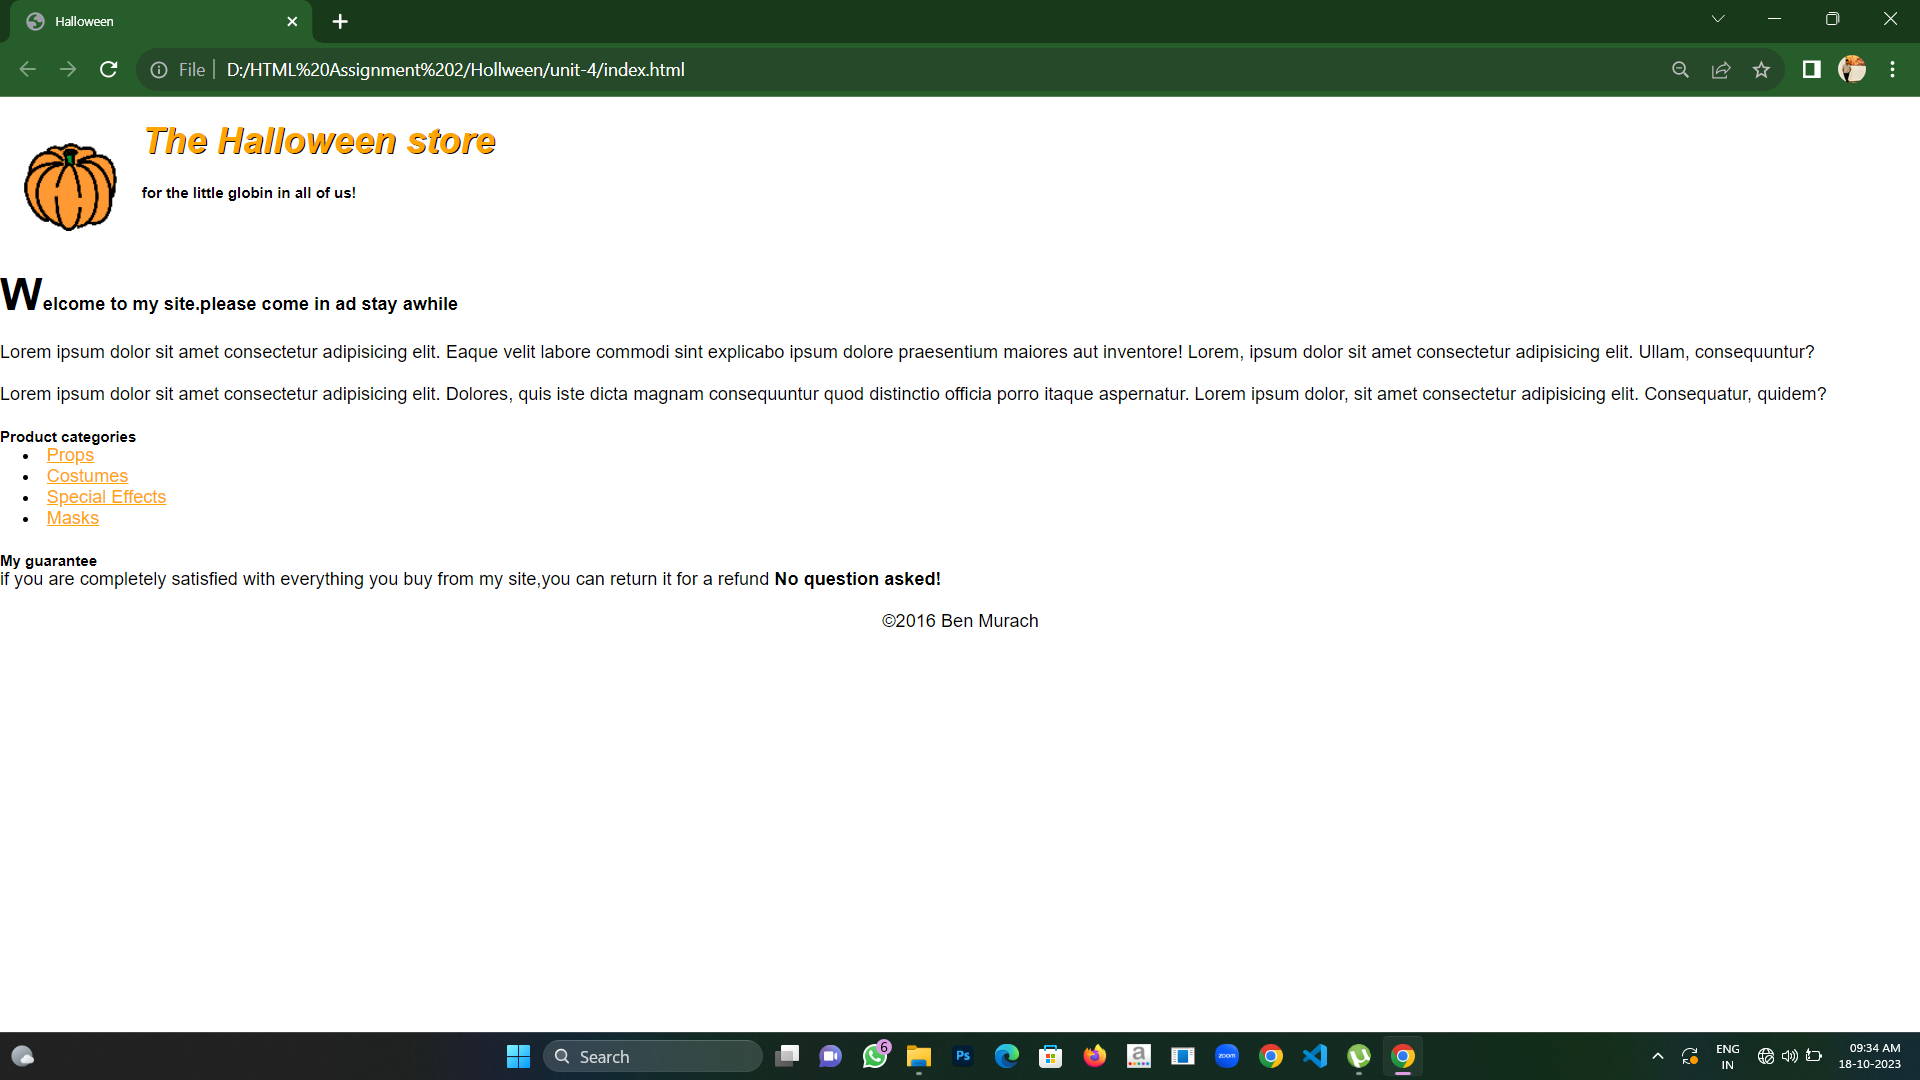 Halloween
File
D:/HTML%20Assignment%202/Hollween/unit-4/index.html
The Halloween store
for the little globin in all of us!
Welcome to my site.please come in ad stay awhile
Lorem ipsum dolor sit amet consectetur adipisicing elit. Eaque velit labore commodi sint explicabo ipsum dolore praesentium maiores aut inventore! Lorem, ipsum dolor sit amet consectetur adipisicing elit. Ullam, consequuntur?
Lorem ipsum dolor sit amet consectetur adipisicing elit. Dolores, quis iste dicta magnam consequuntur quod distinctio officia porro itaque aspernatur. Lorem ipsum dolor, sit amet consectetur adipisicing elit. Consequatur, quidem?
Product categories
Props
Costumes
Special Effects
Masks
My guarantee
if you are completely satisfied with everything you buy from my site,you can return it for a refund No question asked!
©2016 Ben Murach
Search
6
Ps
a
zoom
ENG
IN
09:34 AM
18-10-2023